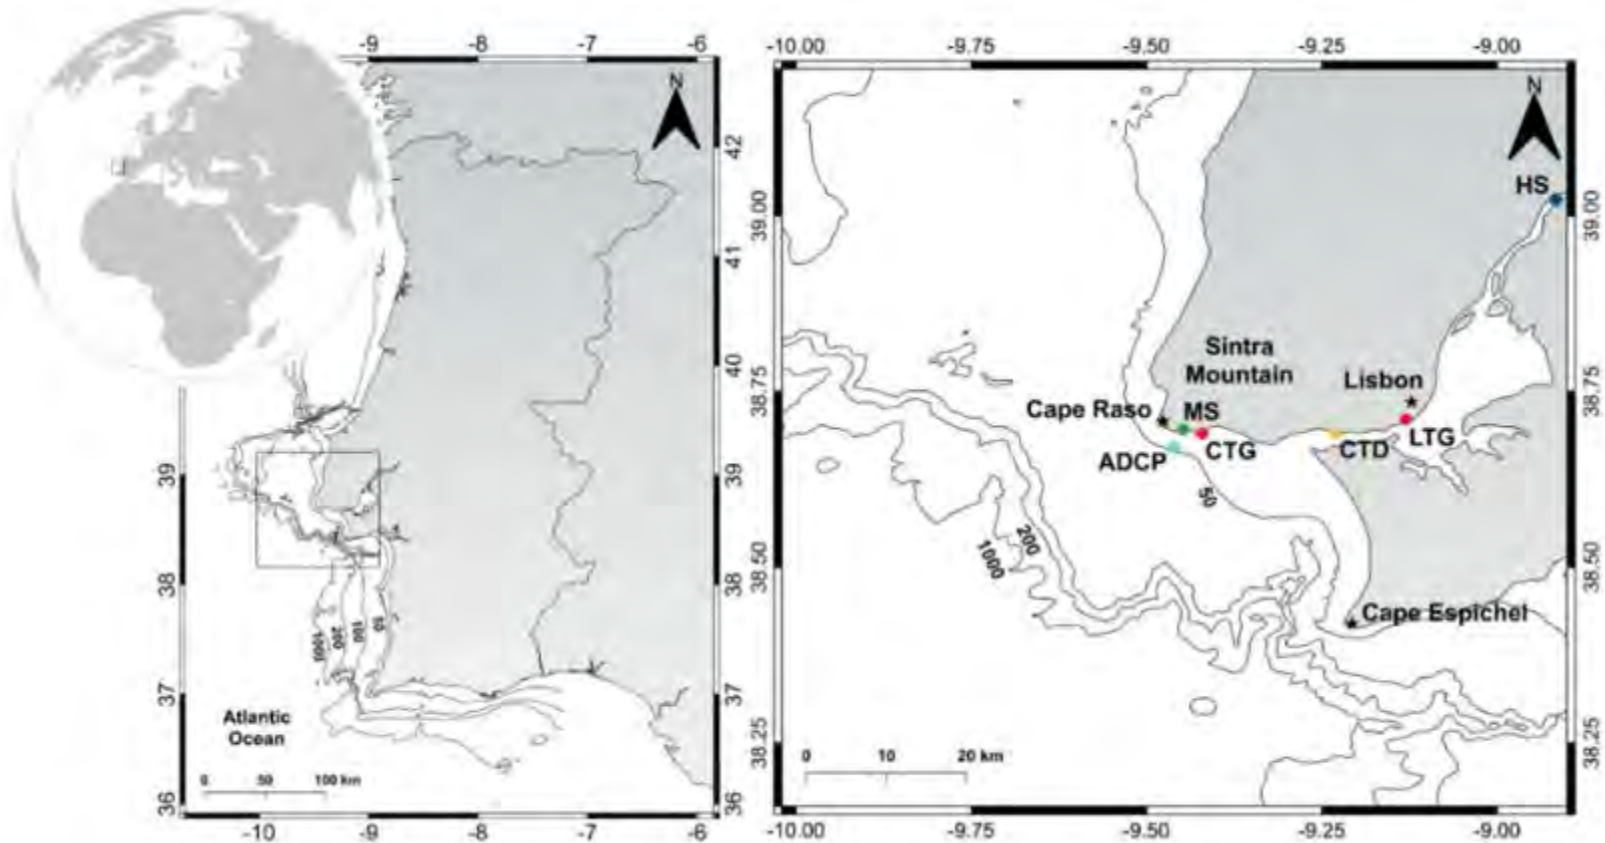 -9 -8 -7 -6
N
42
41
40
39 39
38 38
37 37
36 36
1000 200 100 50
Atlantic
Ocean
0 50 100 km
-10 -9 -8 -7 -6
-10.00 -9.75 -9.50 -9.25 -9.00
N
HS
39.00 39.00
Sintra
Mountain
Lisbon
38.75 38.75
Cape Raso MS
LTG
ADCP CTG CTD
50
200
1000
38.50 38.50
Cape Espichel
38.25 38.25
0 10 20 km
-10.00 -9.75 -9.50 -9.25 -9.00